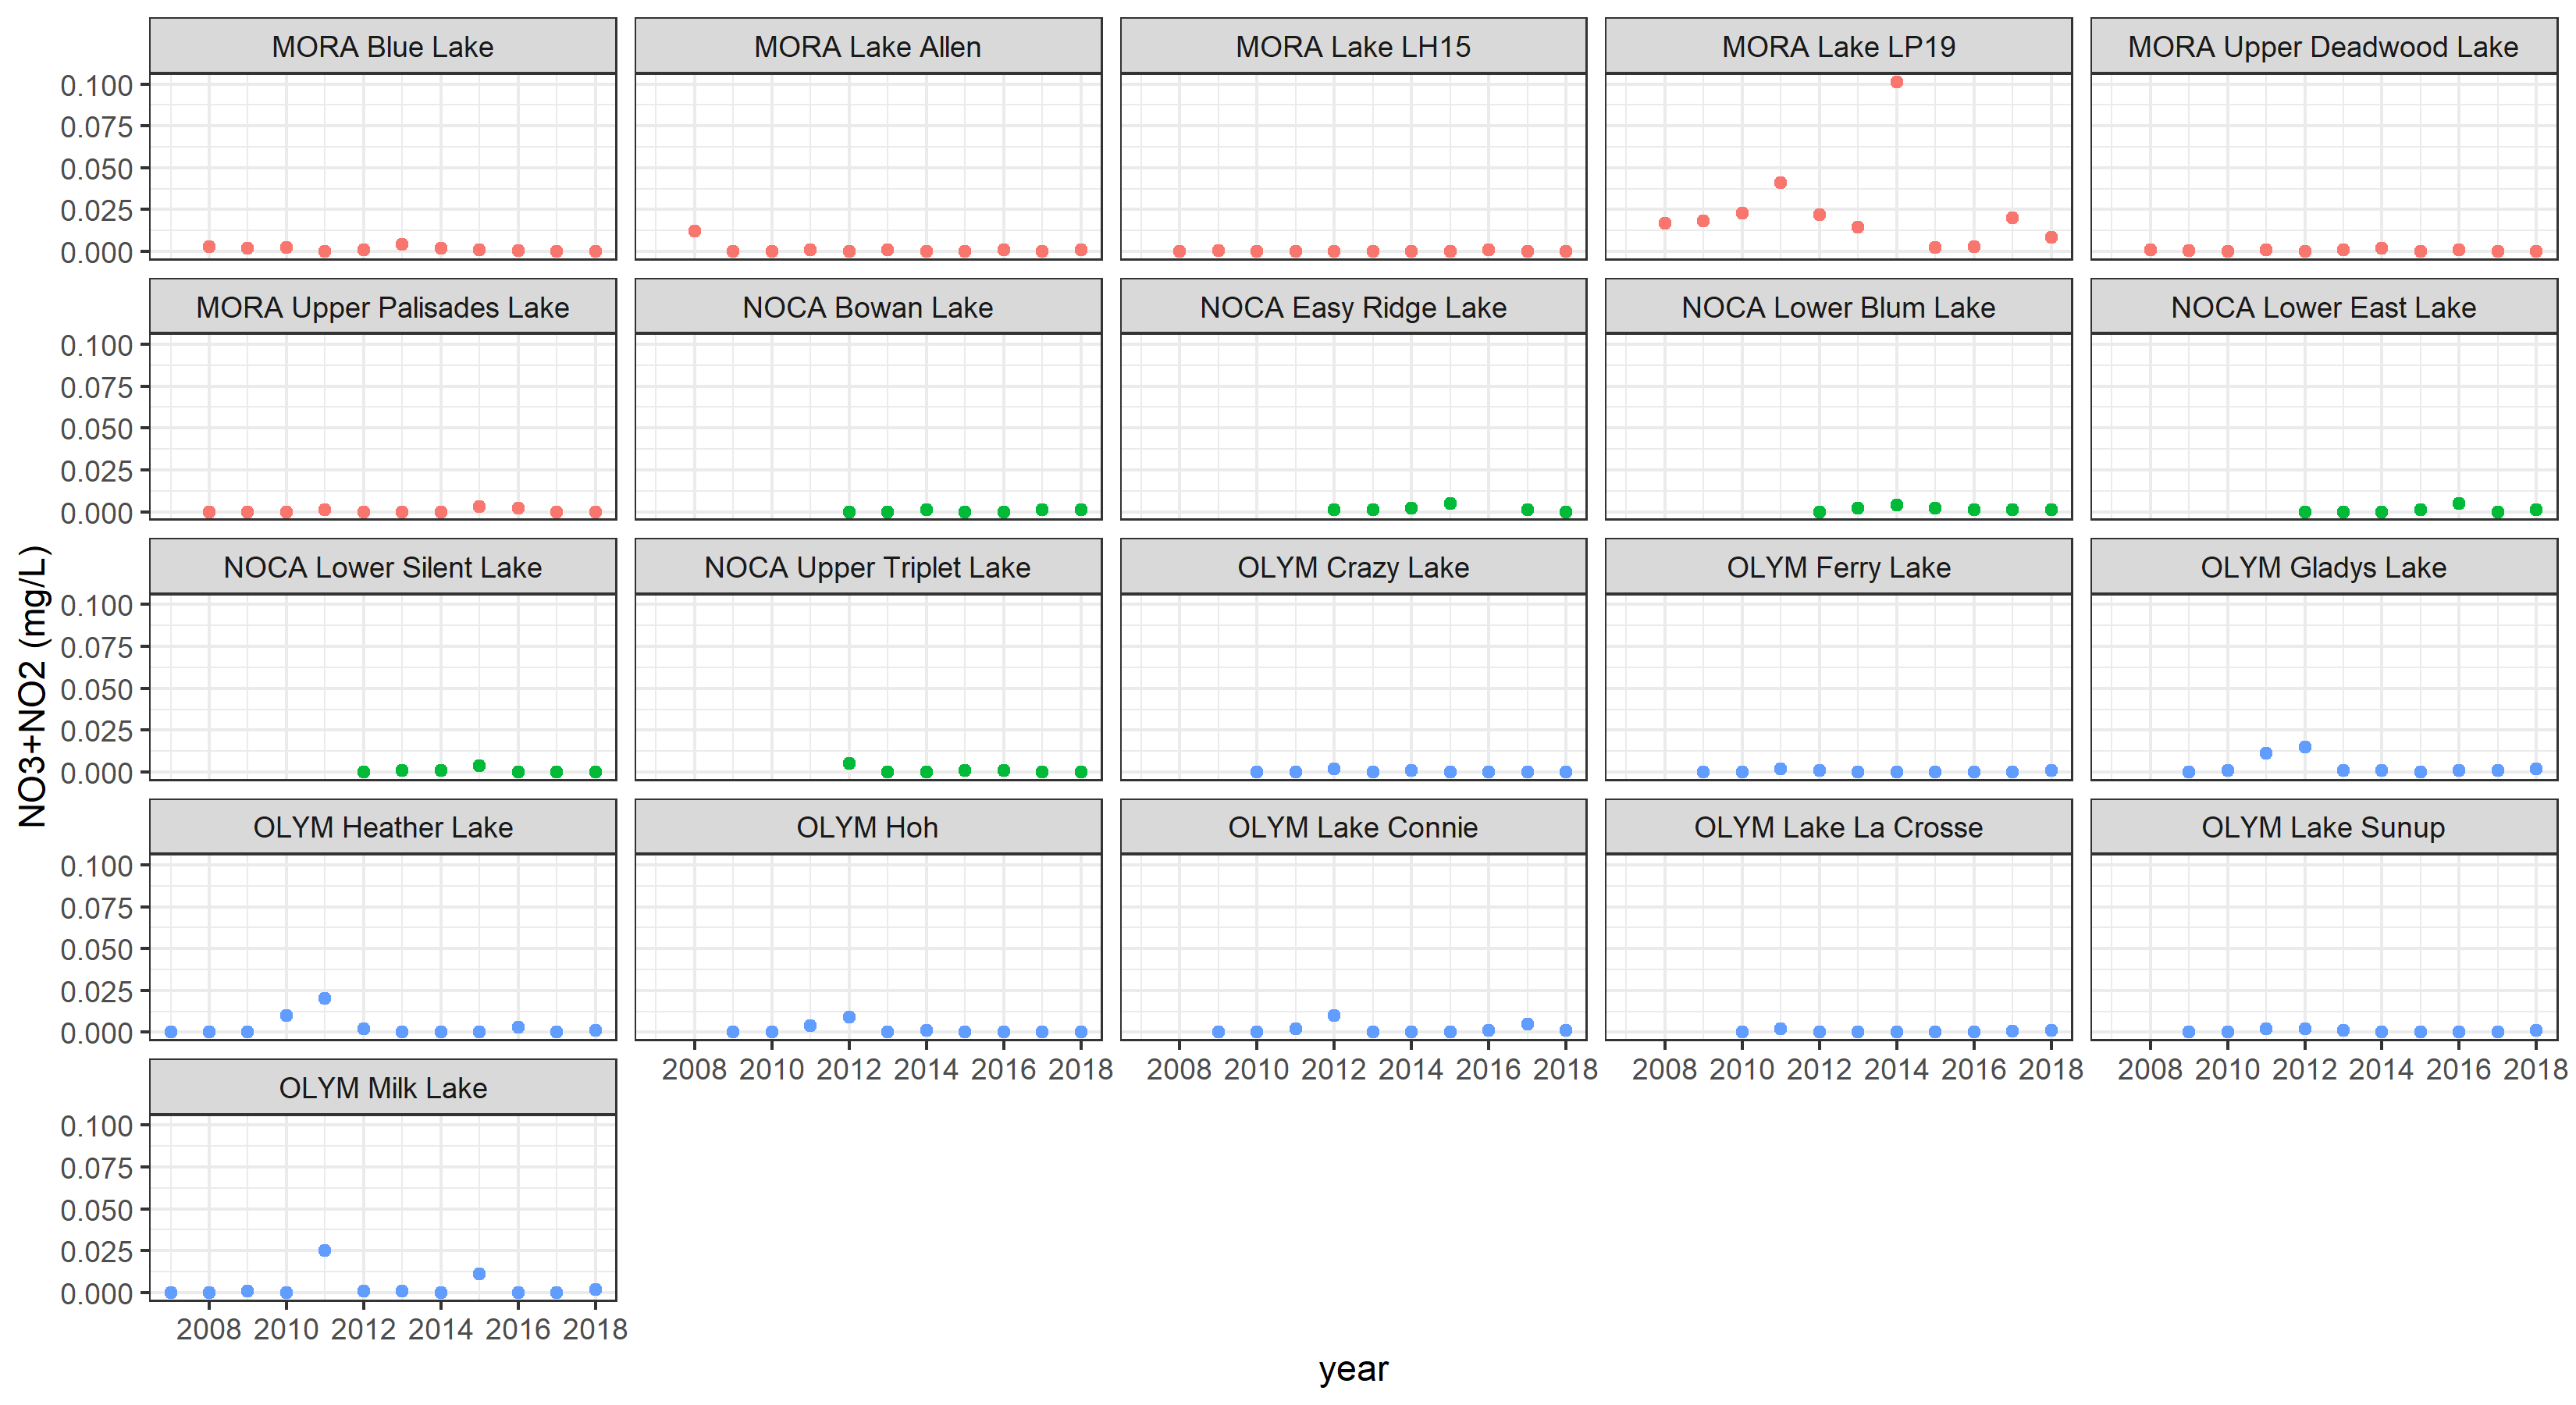 MORA Blue Lake
MORA Lake Allen
MORA Lake LH15
MORA Lake LP19
MORA Upper Deadwood Lake
0.100
0.075
0.050
0.025
0.000
MORA Upper Palisades Lake
NOCA Bowan Lake
NOCA Easy Ridge Lake
NOCA Lower Blum Lake
NOCA Lower East Lake
0.100
0.075
0.050
0.025
0.000
NO3+NO2 (mg/L)
NOCA Lower Silent Lake
NOCA Upper Triplet Lake
OLYM Crazy Lake
OLYM Ferry Lake
OLYM Gladys Lake
0.100
0.075
0.050
0.025
0.000
OLYM Heather Lake
OLYM Hoh
OLYM Lake Connie
OLYM Lake La Crosse
OLYM Lake Sunup
0.100
0.075
0.050
0.025
0.000
2008 2010 2012 2014 2016 2018
2008 2010 2012 2014 2016 2018
2008 2010 2012 2014 2016 2018
2008 2010 2012 2014 2016 2018
OLYM Milk Lake
0.100
0.075
0.050
0.025
0.000
2008 2010 2012 2014 2016 2018
year